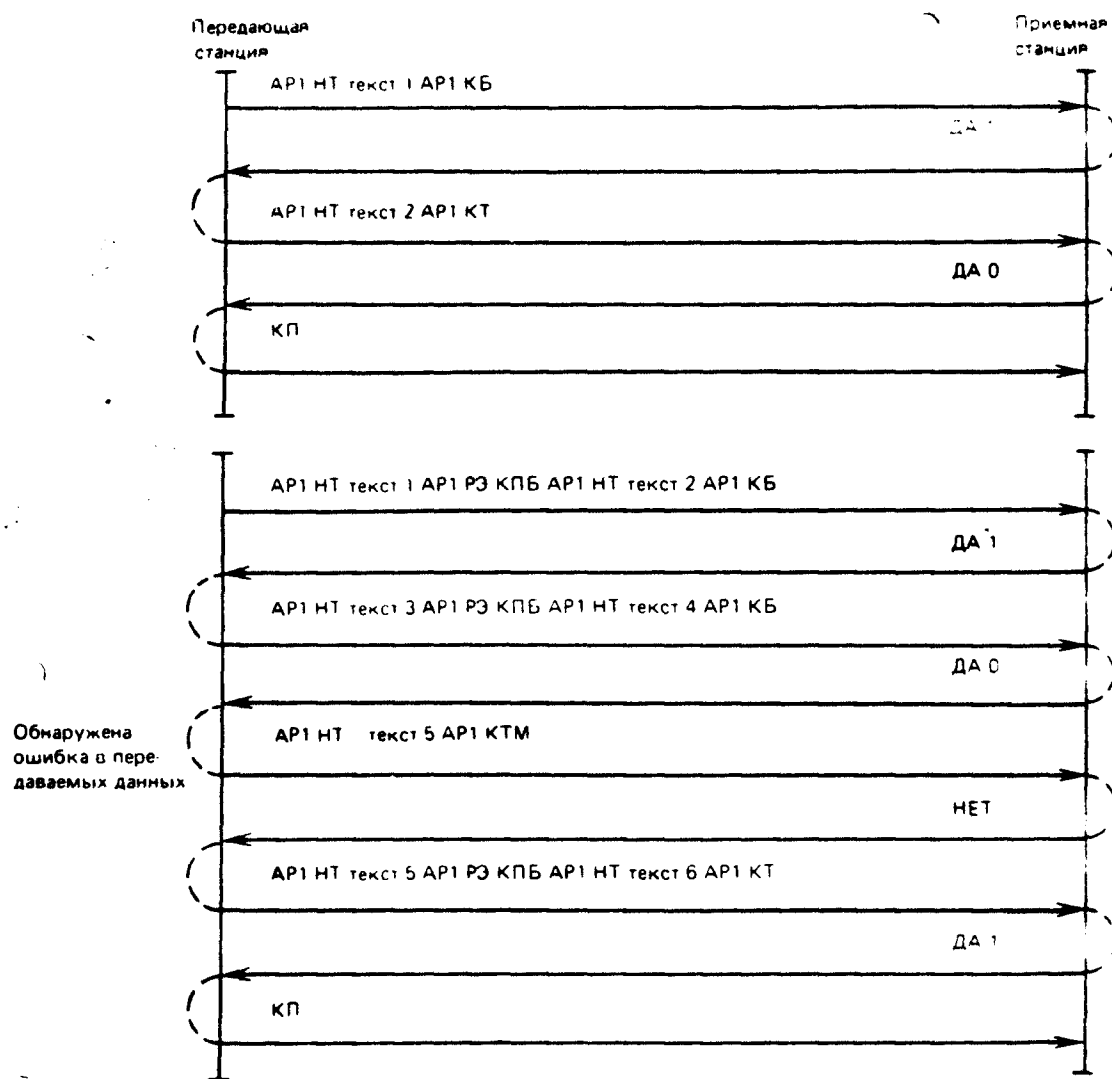 Передающая
станция
Приемная
станция
АР1 НТ текст 1 АР1 КБ
ДА
АР1 НТ текст 2 АР1 КТ
ДА 0
КП
АР1 НТ текст 1 АР1 РЭ КПБ АР1 НТ текст 2 АР1 КБ
ДА 1
АР1 НТ текст 3 АР1 РЭ КПБ АР1 НТ текст 4 АР1 КБ
ДА 0
Обнаружена
ошибка в пере-
даваемых данных
АР1 НТ текст 5 АР1 КТМ
НЕТ
АР1 НТ текст 5 АР1 РЭ КПБ АР1 НТ текст 6 АР1 КТ
ДА 1
КП